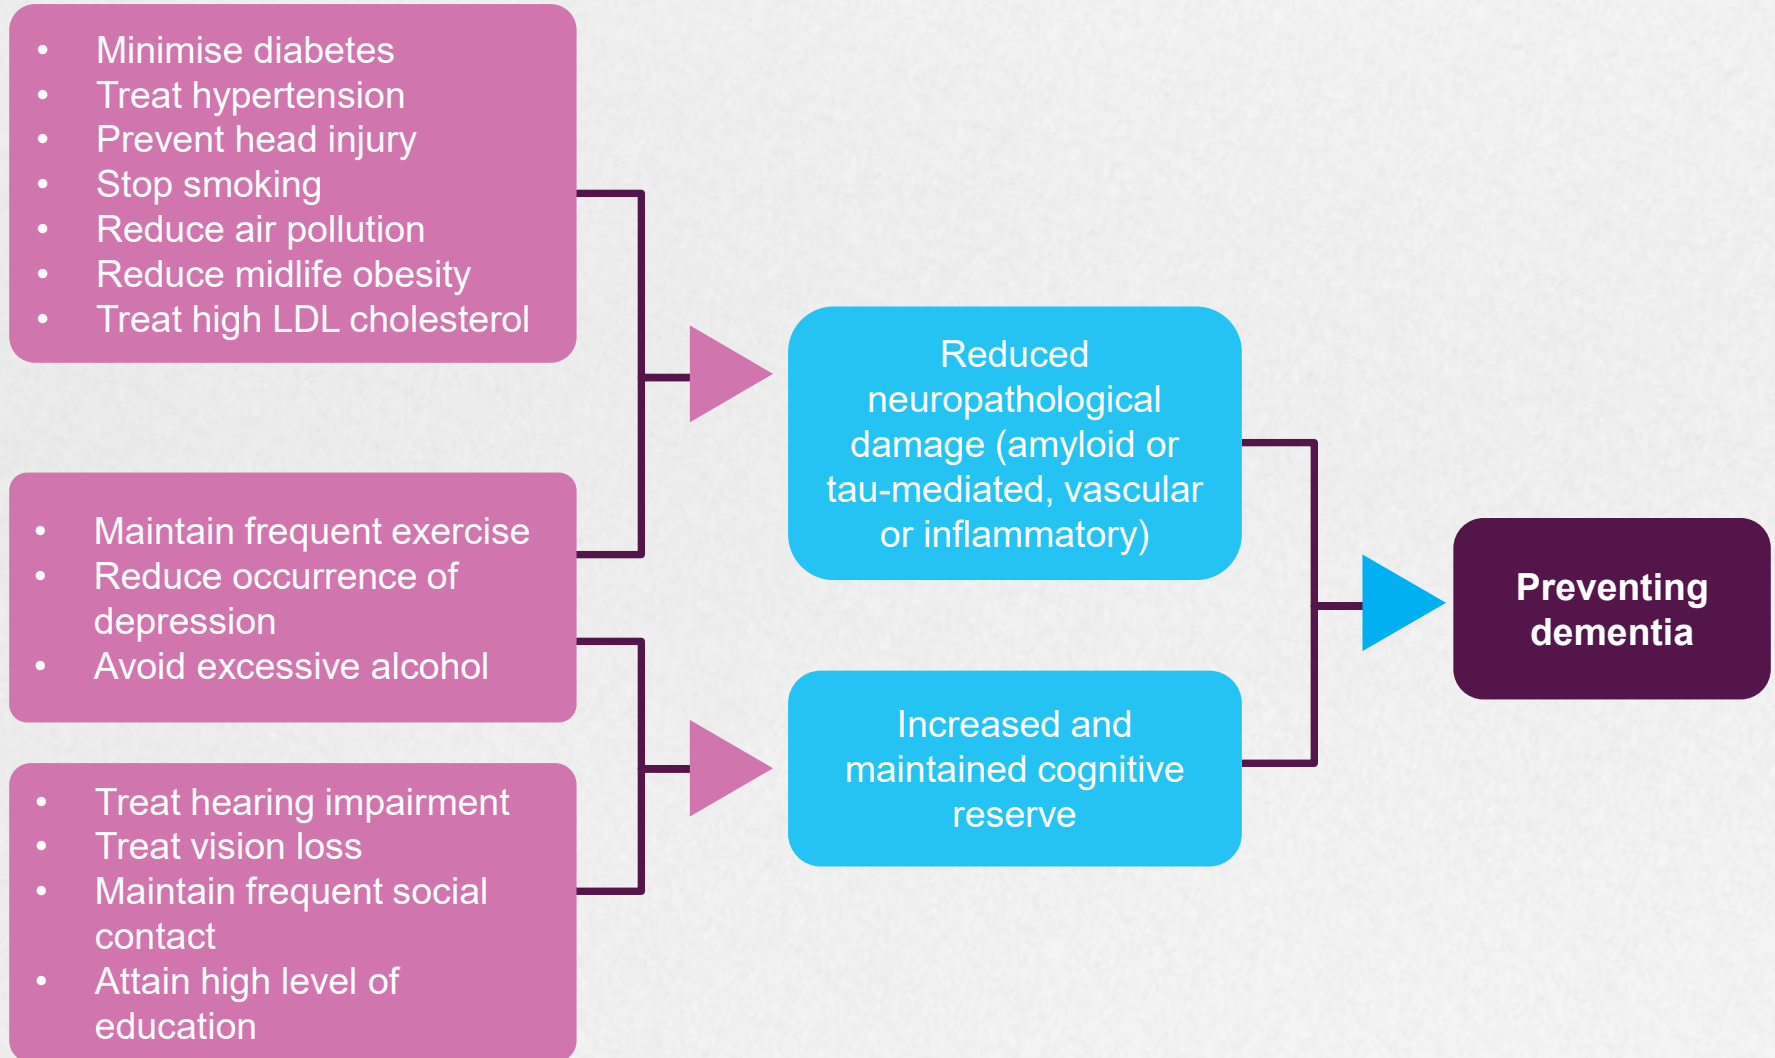 • Minimise diabetes
• Treat hypertension
• Prevent head injury
• Stop smoking
• Reduce air pollution
• Reduce midlife obesity
• Treat high LDL cholesterol
• Maintain frequent exercise
• Reduce occurrence of
depression
• Avoid excessive alcohol
• Treat hearing impairment
• Treat vision loss
• Maintain frequent social
contact
• Attain high level of
education
Reduced
neuropathological
damage (amyloid or
tau-mediated, vascular
or inflammatory)
Increased and
maintained cognitive
reserve
Preventing
dementia